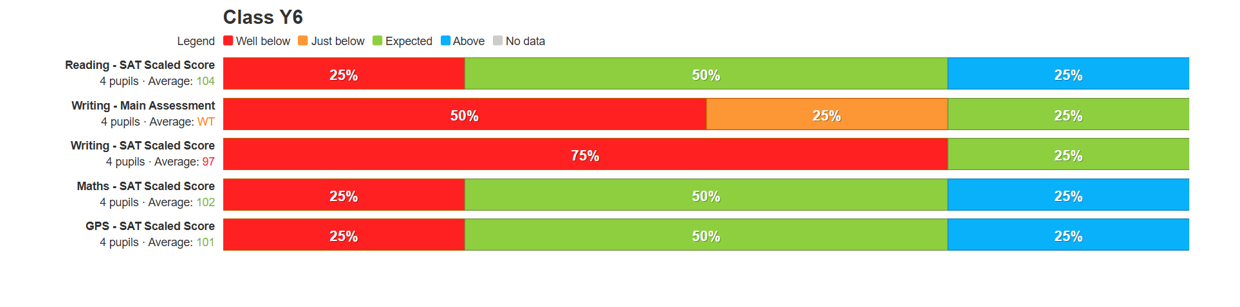 Class Y6
Legend Well below Just below Expected Above No data
Reading - SAT Scaled Score
4 pupils · Average: 104
25% 50% 25%
Writing - Main Assessment
4 pupils · Average: WT
50% 25% 25%
Writing - SAT Scaled Score
4 pupils · Average: 97
75% 25%
Maths - SAT Scaled Score
4 pupils · Average: 102
25% 50% 25%
GPS - SAT Scaled Score
4 pupils · Average: 101
25% 50% 25%